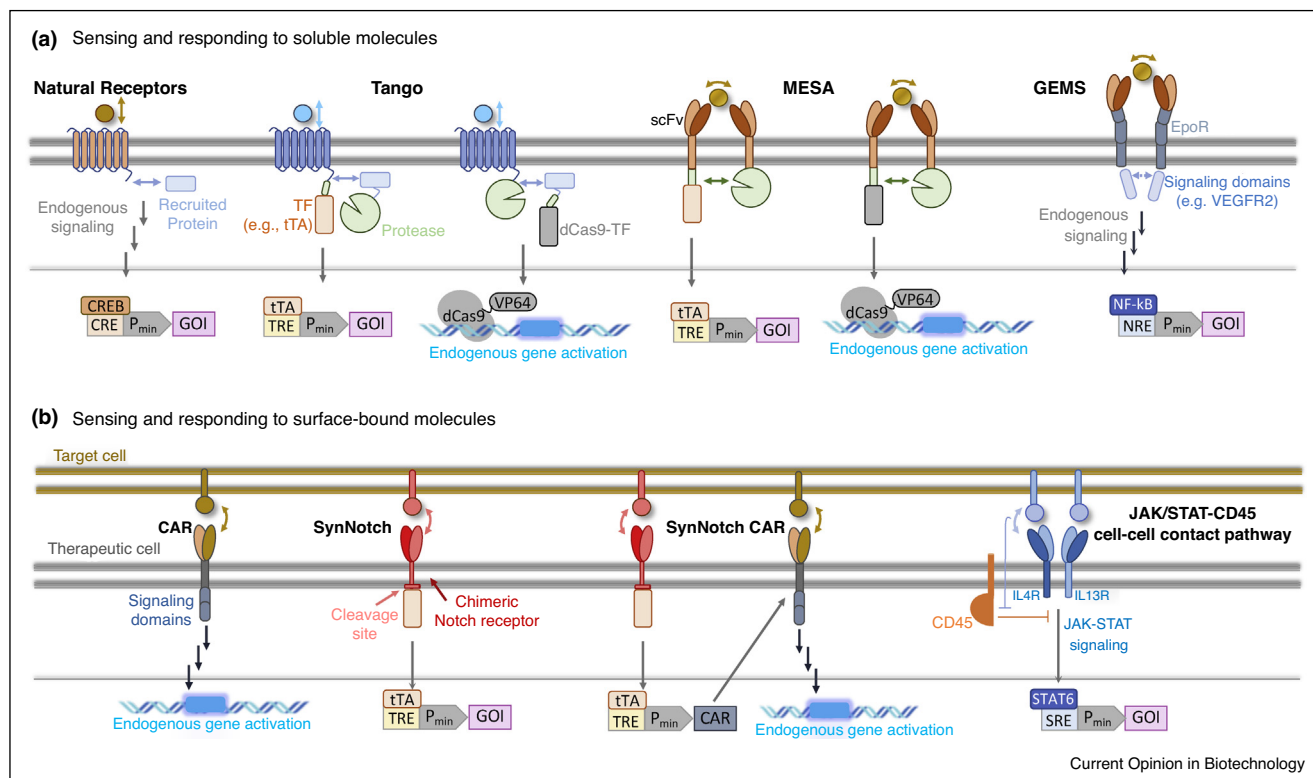 (a) Sensing and responding to soluble molecules
Natural Receptors
Tango
MESA
GEMS
scFv
EpoR
Endogenous
signaling
Recruited
Protein
TF
(e.g., tTA)
Protease
dCas9-TF
Signaling domains
(e.g. VEGFR2)
Endogenous
signaling
CREB
CRE Pmin GOI
tTA
TRE Pmin GOI
dCas9 VP64
Endogenous gene activation
tTA
TRE Pmin GOI
dCas9 VP64
Endogenous gene activation
NF-kB
NRE Pmin GOI
(b) Sensing and responding to surface-bound molecules
Target cell
CAR
SynNotch
SynNotch CAR
JAK/STAT-CD45
cell-cell contact pathway
Therapeutic cell
Signaling
domains
Cleavage
site
Chimeric
Notch receptor
CD45
IL4R
IL13R
JAK-STAT
signaling
Endogenous gene activation
tTA
TRE Pmin GOI
tTA
TRE Pmin CAR
Endogenous gene activation
STAT6
SRE Pmin GOI
Current Opinion in Biotechnology